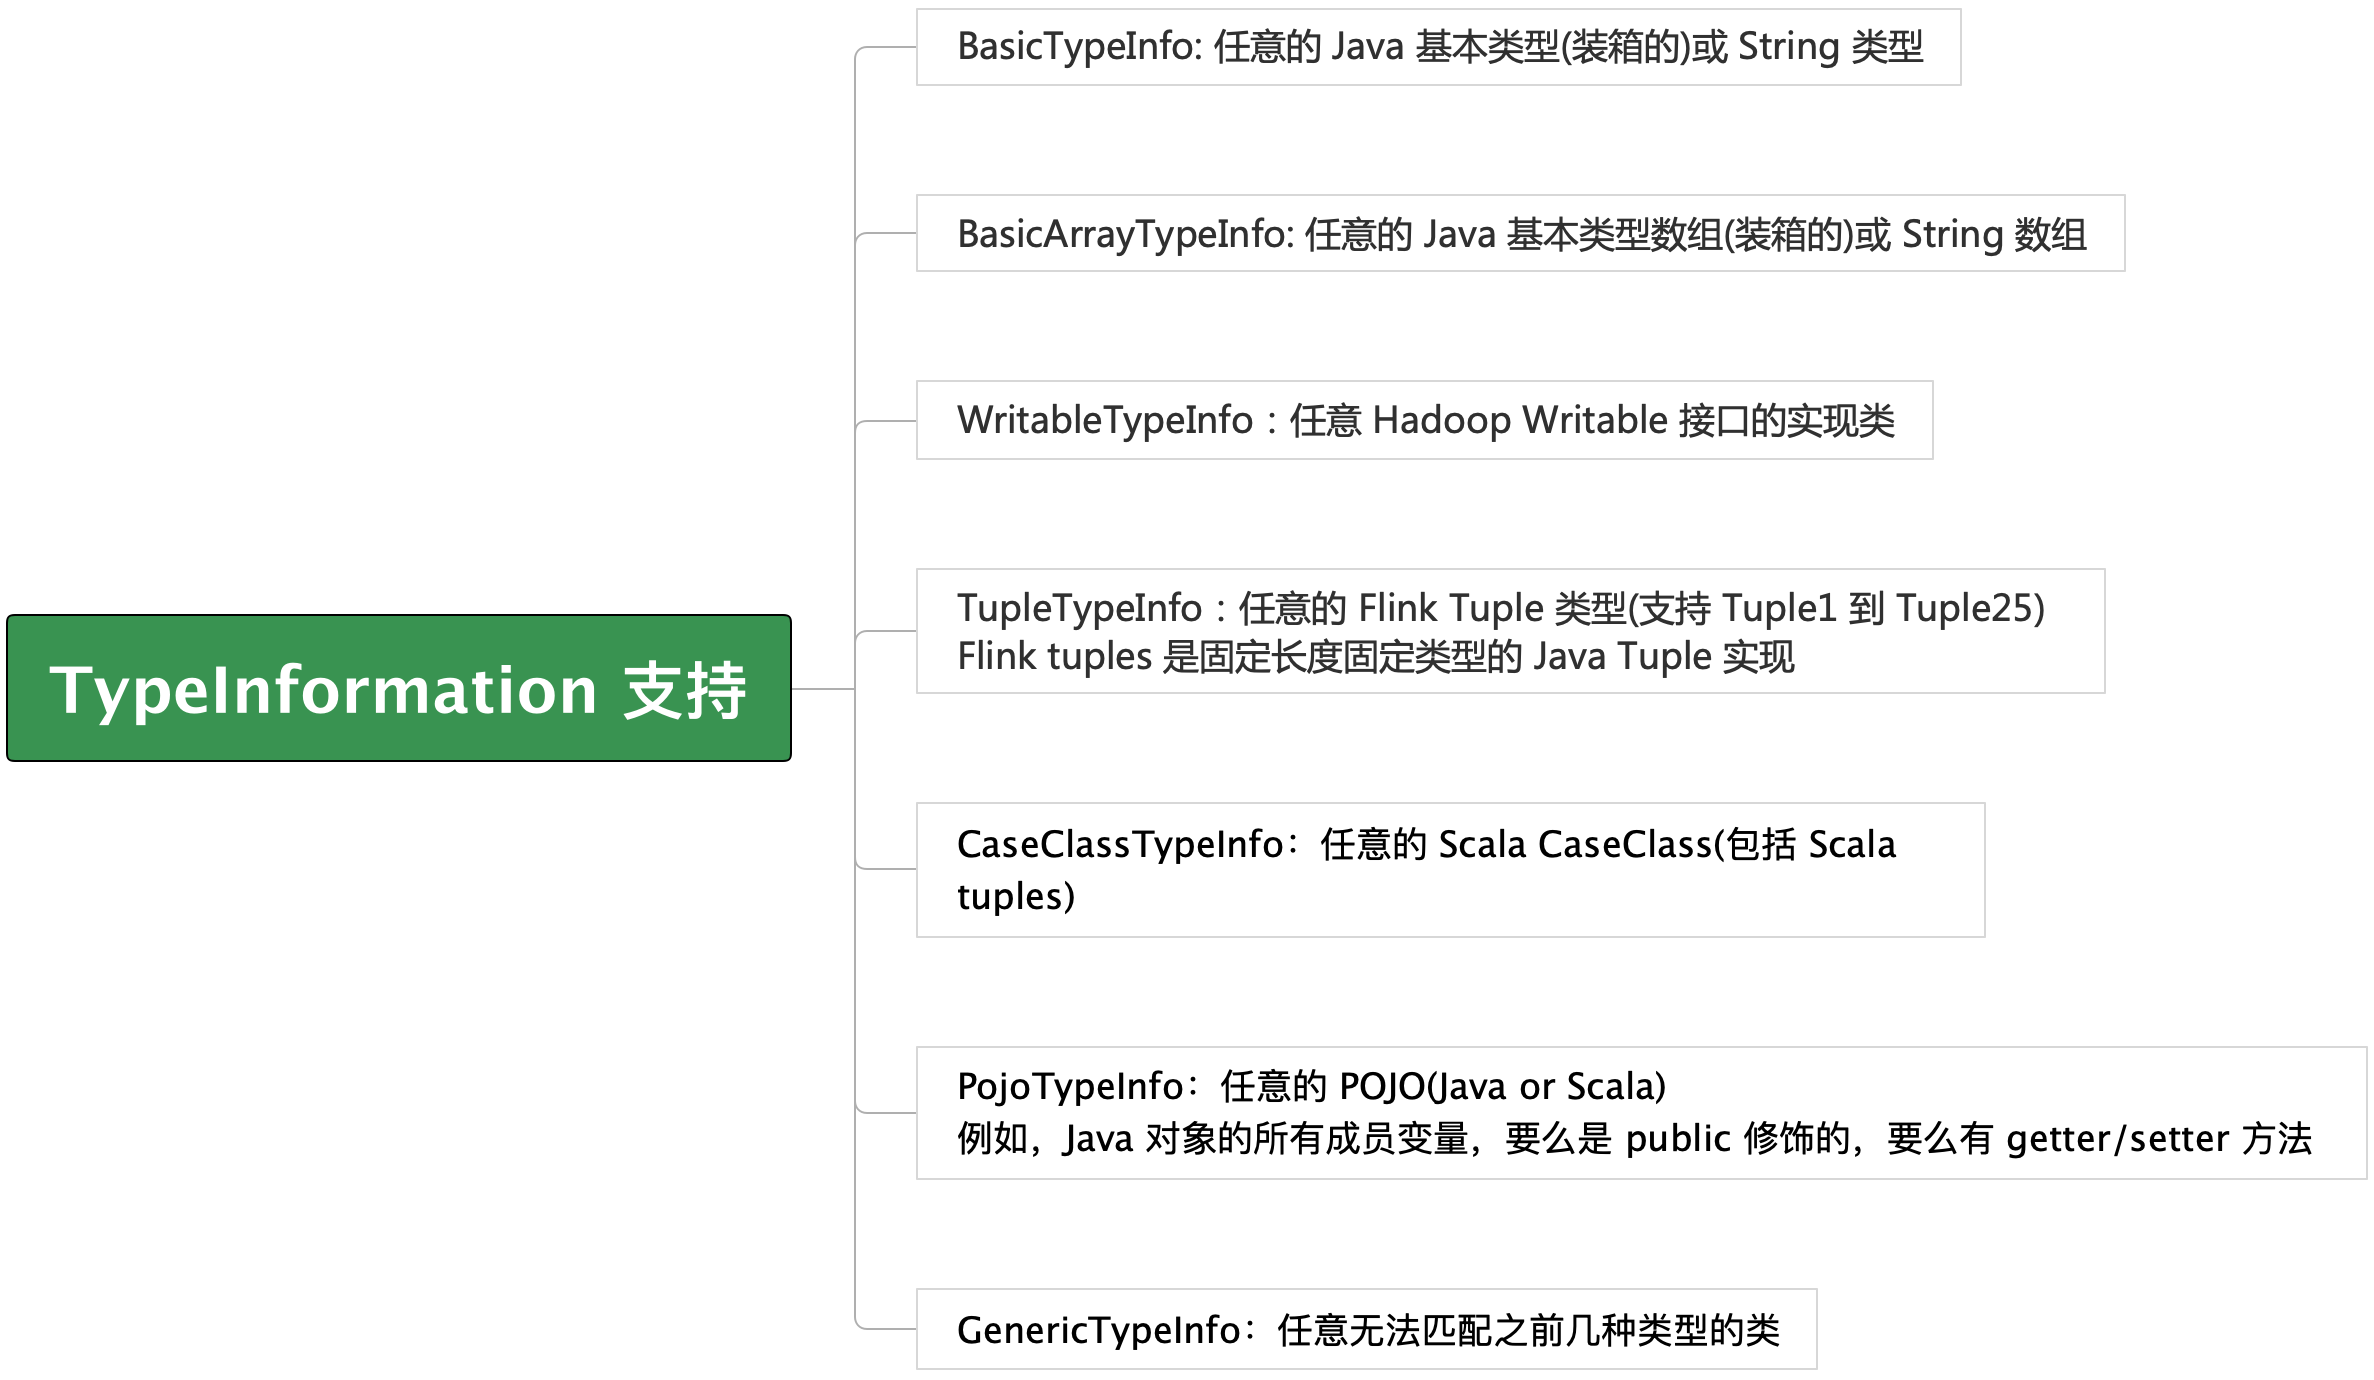 BasicTypeInfo: 任意的 Java 基本类型(装箱的)或 String 类型
BasicArrayTypeInfo: 任意的 Java 基本类型数组(装箱的)或 String 数组
WritableTypeInfo : 任意 Hadoop Writable 接口的实现类
TupleTypeInfo : 任意的 Flink Tuple 类型(支持 Tuple1 到 Tuple25)
Flink tuples 是固定长度固定类型的 Java Tuple 实现
TypeInformation 支持
CaseClassTypeInfo：任意的 Scala CaseClass(包括 Scala
tuples)
PojoTypeInfo：任意的 POJO(Java or Scala)
例如，Java 对象的所有成员变量，要么是 public 修饰的，要么有 getter/setter 方法
GenericTypeInfo：任意无法匹配之前几种类型的类